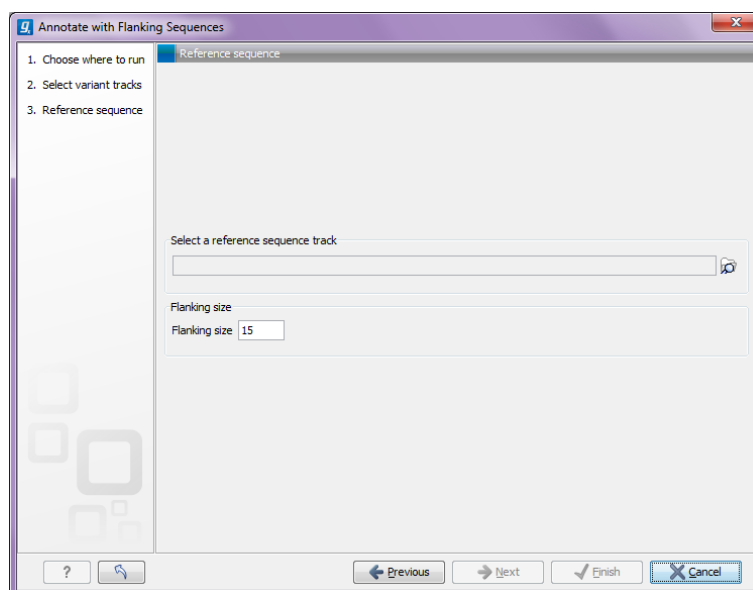 Annotate with Flanking Sequences
1. Choose where to run
2. Select variant tracks
3. Reference sequence
Reference sequence
Select a reference sequence track
Flanking size
Flanking size 15
? Previous Next Finish Cancel